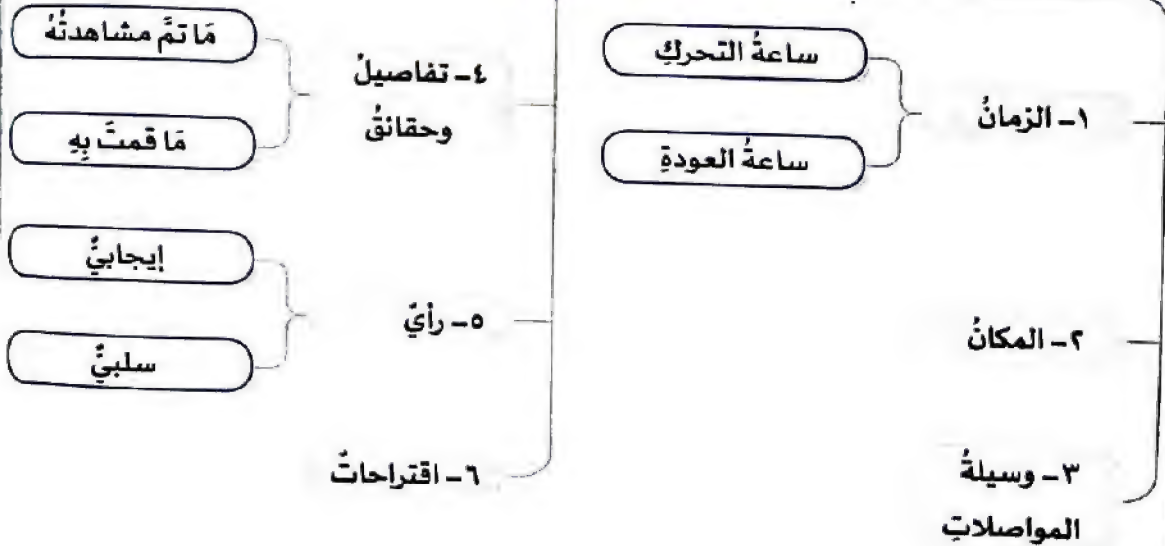 ١- الزمانُ
ساعةُ التحركِ
ساعةُ العودةِ
٢- المكانُ
٣- وسيلةُ
المواصلاتِ
٤- تفاصيلُ
وحقائقُ
مَا تمَّ مشاهدتُهُ
مَا قمتَ بِهِ
٥- رأيٌ
إيجابيٌّ
سلبيٌّ
٦- اقتراحاتٌ